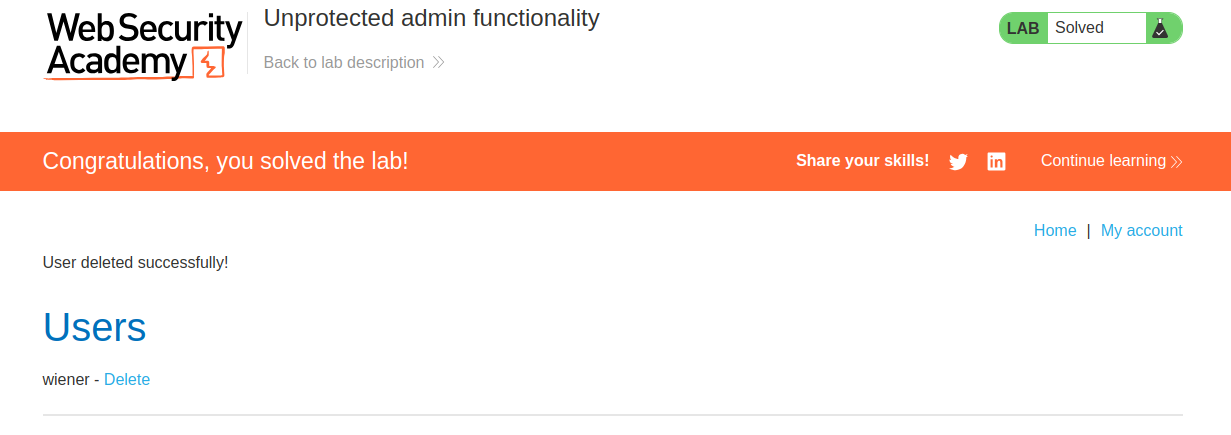 Web Security
Academy
Unprotected admin functionality
Back to lab description
LAB Solved
Congratulations, you solved the lab!
Share your skills!
Continue learning
Home | My account
User deleted successfully!
Users
wiener - Delete